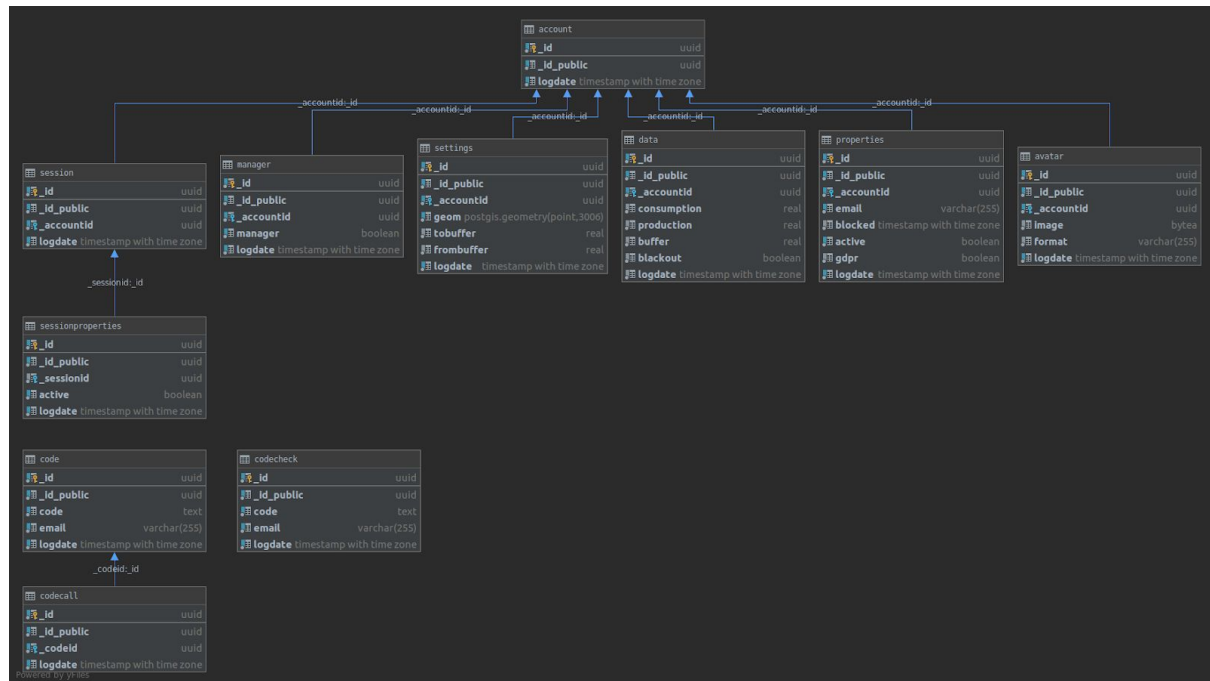 account
_id uuid
_id_public uuid
logdate timestamp with time zone
_accountid:_id
_accountid:_id
_accountid:_id
_accountid:_id
_accountid:_id
session
_id uuid
_id_public uuid
_accountid uuid
logdate timestamp with time zone
manager
_id uuid
_id_public uuid
_accountid uuid
manager boolean
logdate timestamp with time zone
settings
_id uuid
_id_public uuid
_accountid uuid
geom postgis.geometry(point,3006)
tobuffer real
frombuffer real
logdate timestamp with time zone
data
_id uuid
_id_public uuid
_accountid uuid
consumption real
production real
buffer real
blackout boolean
logdate timestamp with time zone
properties
_id uuid
_id_public uuid
_accountid uuid
email varchar(255)
blocked timestamp with time zone
active boolean
gdpr boolean
logdate timestamp with time zone
avatar
_id uuid
_id_public uuid
_accountid uuid
image bytea
format varchar(255)
logdate timestamp with time zone
_sessionid:_id
sessionproperties
_id uuid
_id_public uuid
_sessionid uuid
active boolean
logdate timestamp with time zone
code
_id uuid
_id_public uuid
code text
email varchar(255)
logdate timestamp with time zone
codecheck
_id uuid
_id_public uuid
code text
email varchar(255)
logdate timestamp with time zone
_codeid:_id
codecall
_id uuid
_id_public uuid
_codeid uuid
logdate timestamp with time zone
Powered by yFiles